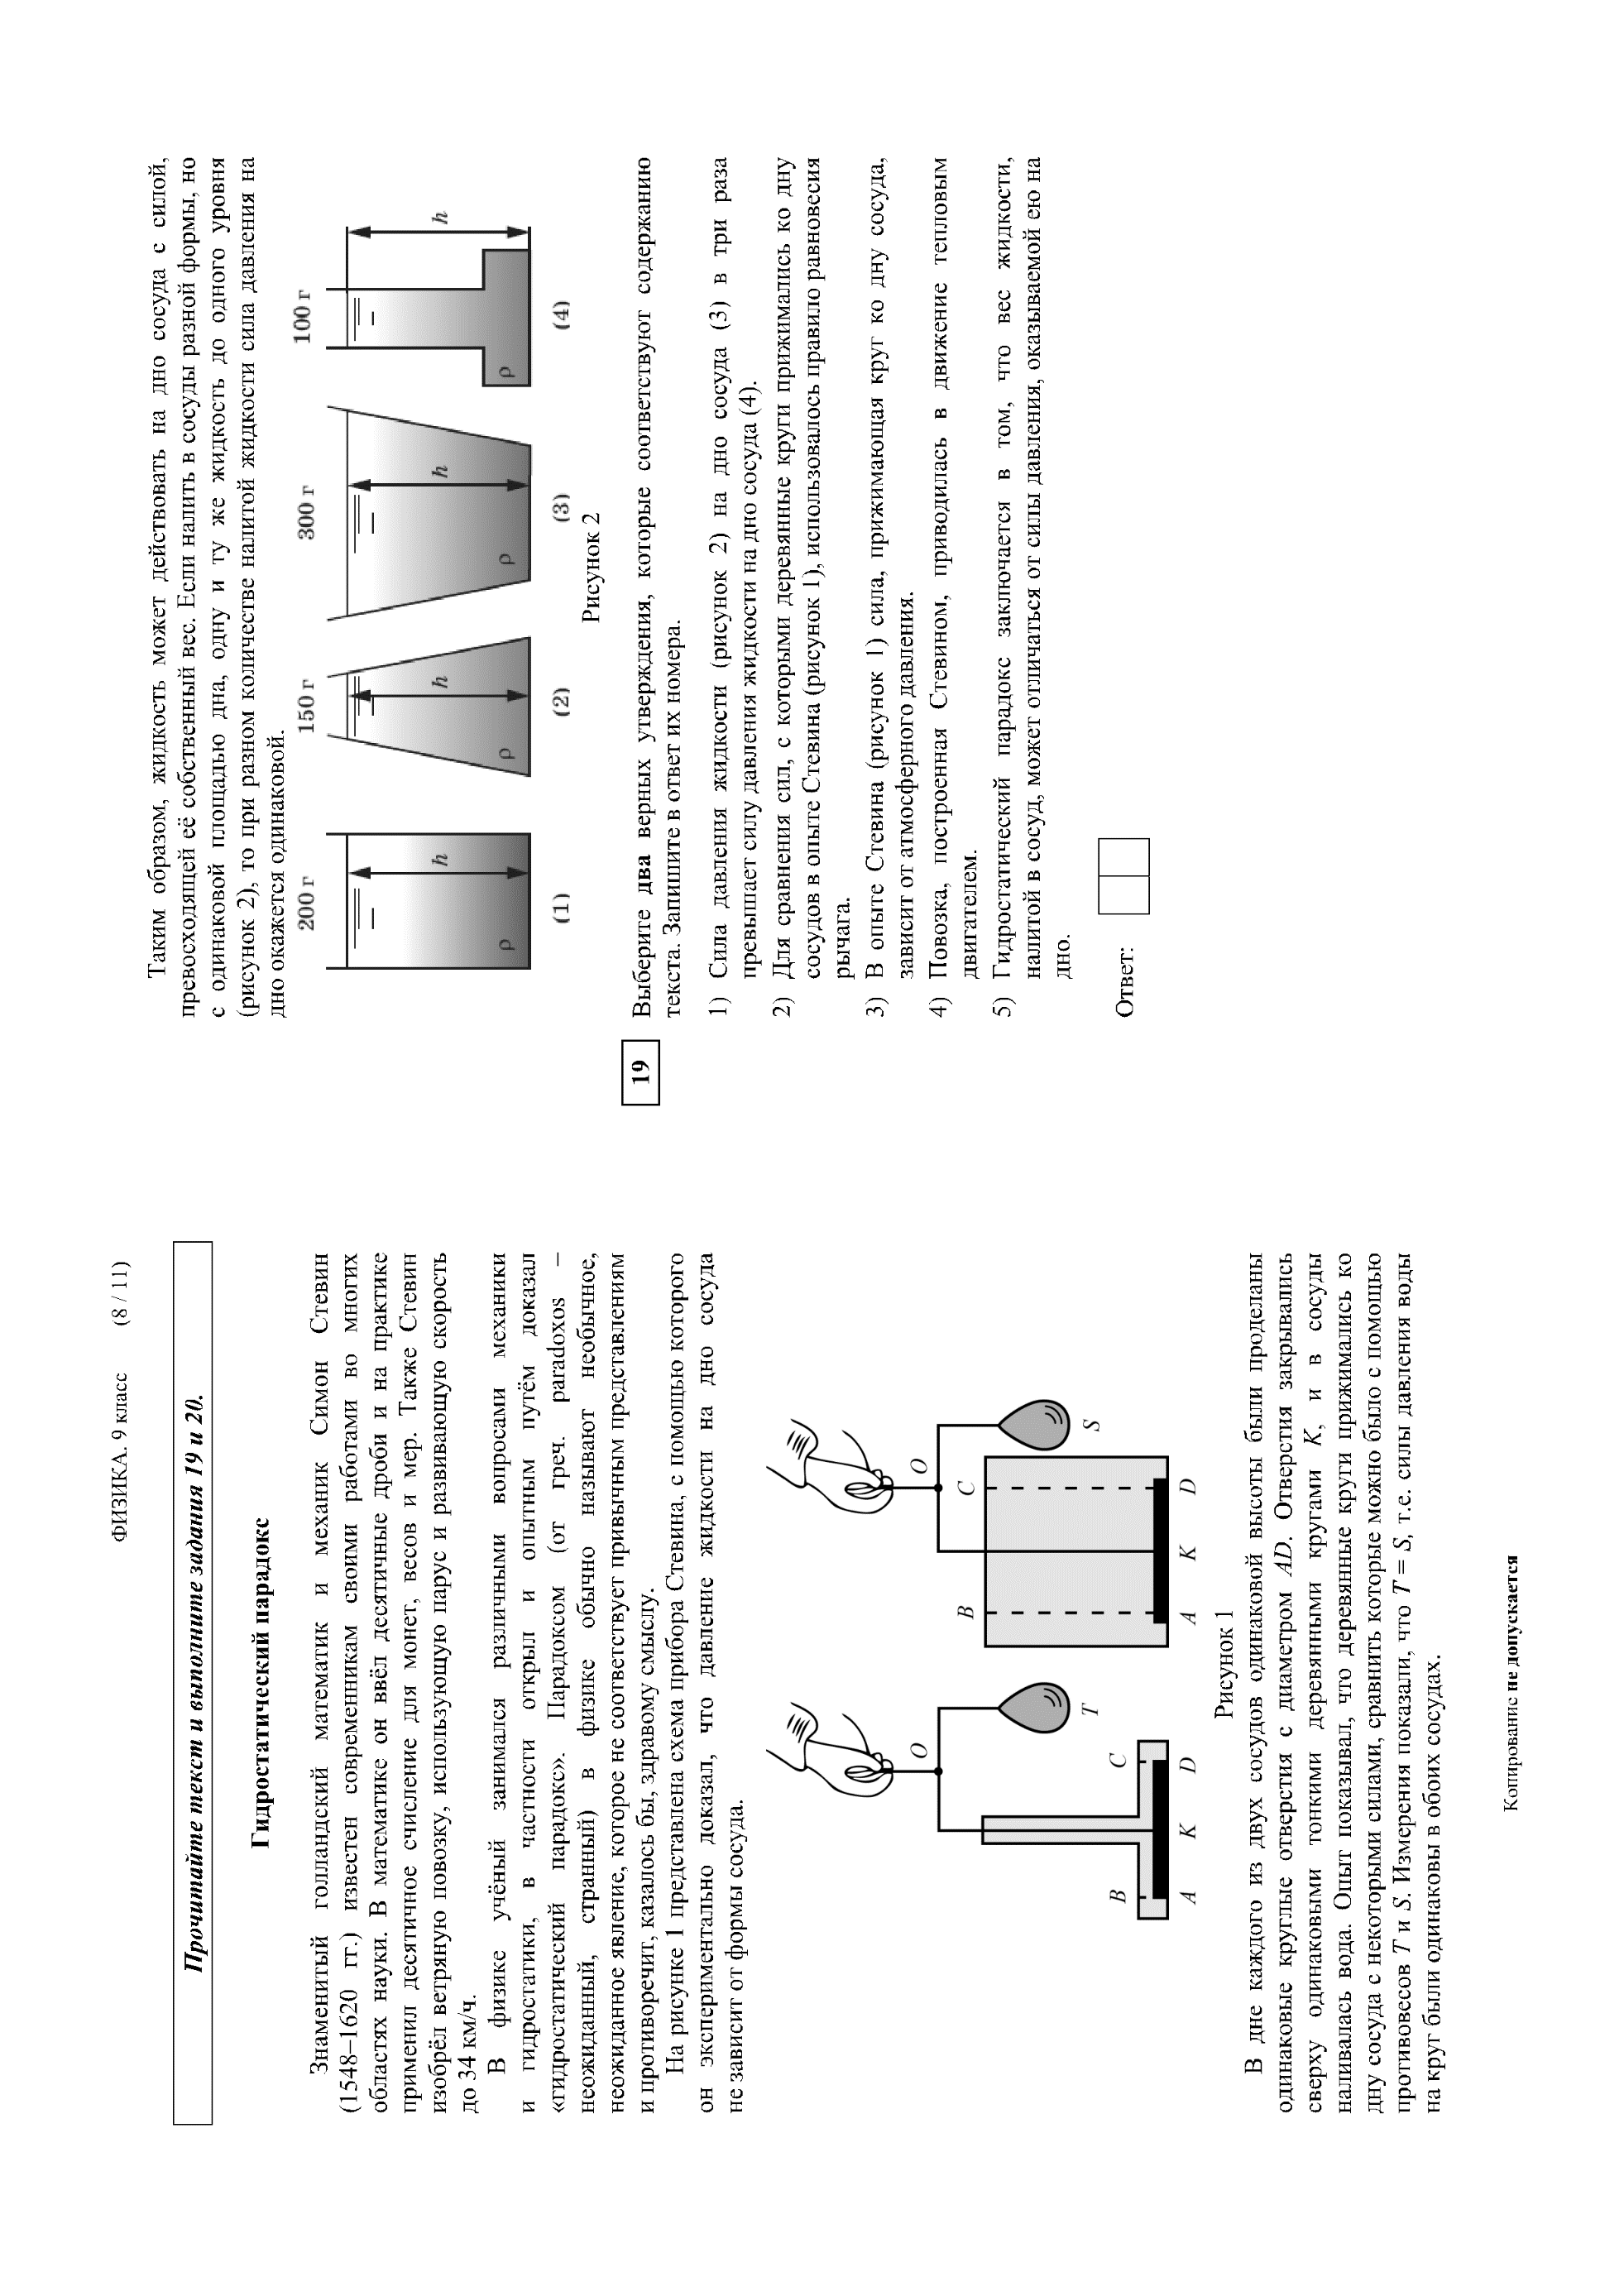 ФИЗИКА. 9 класс (8 / 11)
Прочитайте текст и выполните задания 19 и 20.
Гидростатический парадокс
Знаменитый голландский математик и механик Симон Стевин
(1548–1620 гг.) известен современникам своими работами во многих
областях науки. В математике он ввёл десятичные дроби и на практике
применил десятичное счисление для монет, весов и мер. Также Стевин
изобрёл ветряную повозку, использующую парус и развивающую скорость
до 34 км/ч.
В физике учёный занимался различными вопросами механики
и гидростатики, в частности открыл и опытным путём доказал
«гидростатический парадокс». Парадоксом (от греч. paradoxos –
неожиданный, странный) в физике обычно называют необычное,
неожиданное явление, которое не соответствует привычным представлениям
и противоречит, казалось бы, здравому смыслу.
На рисунке 1 представлена схема прибора Стевина, с помощью которого
он экспериментально доказал, что давление жидкости на дно сосуда
не зависит от формы сосуда.
O
O
B C
T
A K D
B C
S
A K D
Рисунок 1
В дне каждого из двух сосудов одинаковой высоты были проделаны
одинаковые круглые отверстия с диаметром AD. Отверстия закрывались
сверху одинаковыми тонкими деревянными кругами K, и в сосуды
наливалась вода. Опыт показывал, что деревянные круги прижимались ко
дну сосуда с некоторыми силами, сравнить которые можно было с помощью
противовесов T и S. Измерения показали, что T = S, т.е. силы давления воды
на круг были одинаковы в обоих сосудах.
Таким образом, жидкость может действовать на дно сосуда с силой,
превосходящей её собственный вес. Если налить в сосуды разной формы, но
с одинаковой площадью дна, одну и ту же жидкость до одного уровня
(рисунок 2), то при разном количестве налитой жидкости сила давления на
дно окажется одинаковой.
200 г 150 г 300 г 100 г
h h h h
ρ ρ ρ ρ
(1) (2) (3) (4)
Рисунок 2
19
Выберите два верных утверждения, которые соответствуют содержанию
текста. Запишите в ответ их номера.
1) Сила давления жидкости (рисунок 2) на дно сосуда (3) в три раза
превышает силу давления жидкости на дно сосуда (4).
2) Для сравнения сил, с которыми деревянные круги прижимались ко дну
сосудов в опыте Стевина (рисунок 1), использовалось правило равновесия
рычага.
3) В опыте Стевина (рисунок 1) сила, прижимающая круг ко дну сосуда,
зависит от атмосферного давления.
4) Повозка, построенная Стевином, приводилась в движение тепловым
двигателем.
5) Гидростатический парадокс заключается в том, что вес жидкости,
налитой в сосуд, может отличаться от силы давления, оказываемой ею на
дно.
Ответ:
Копирование не допускается